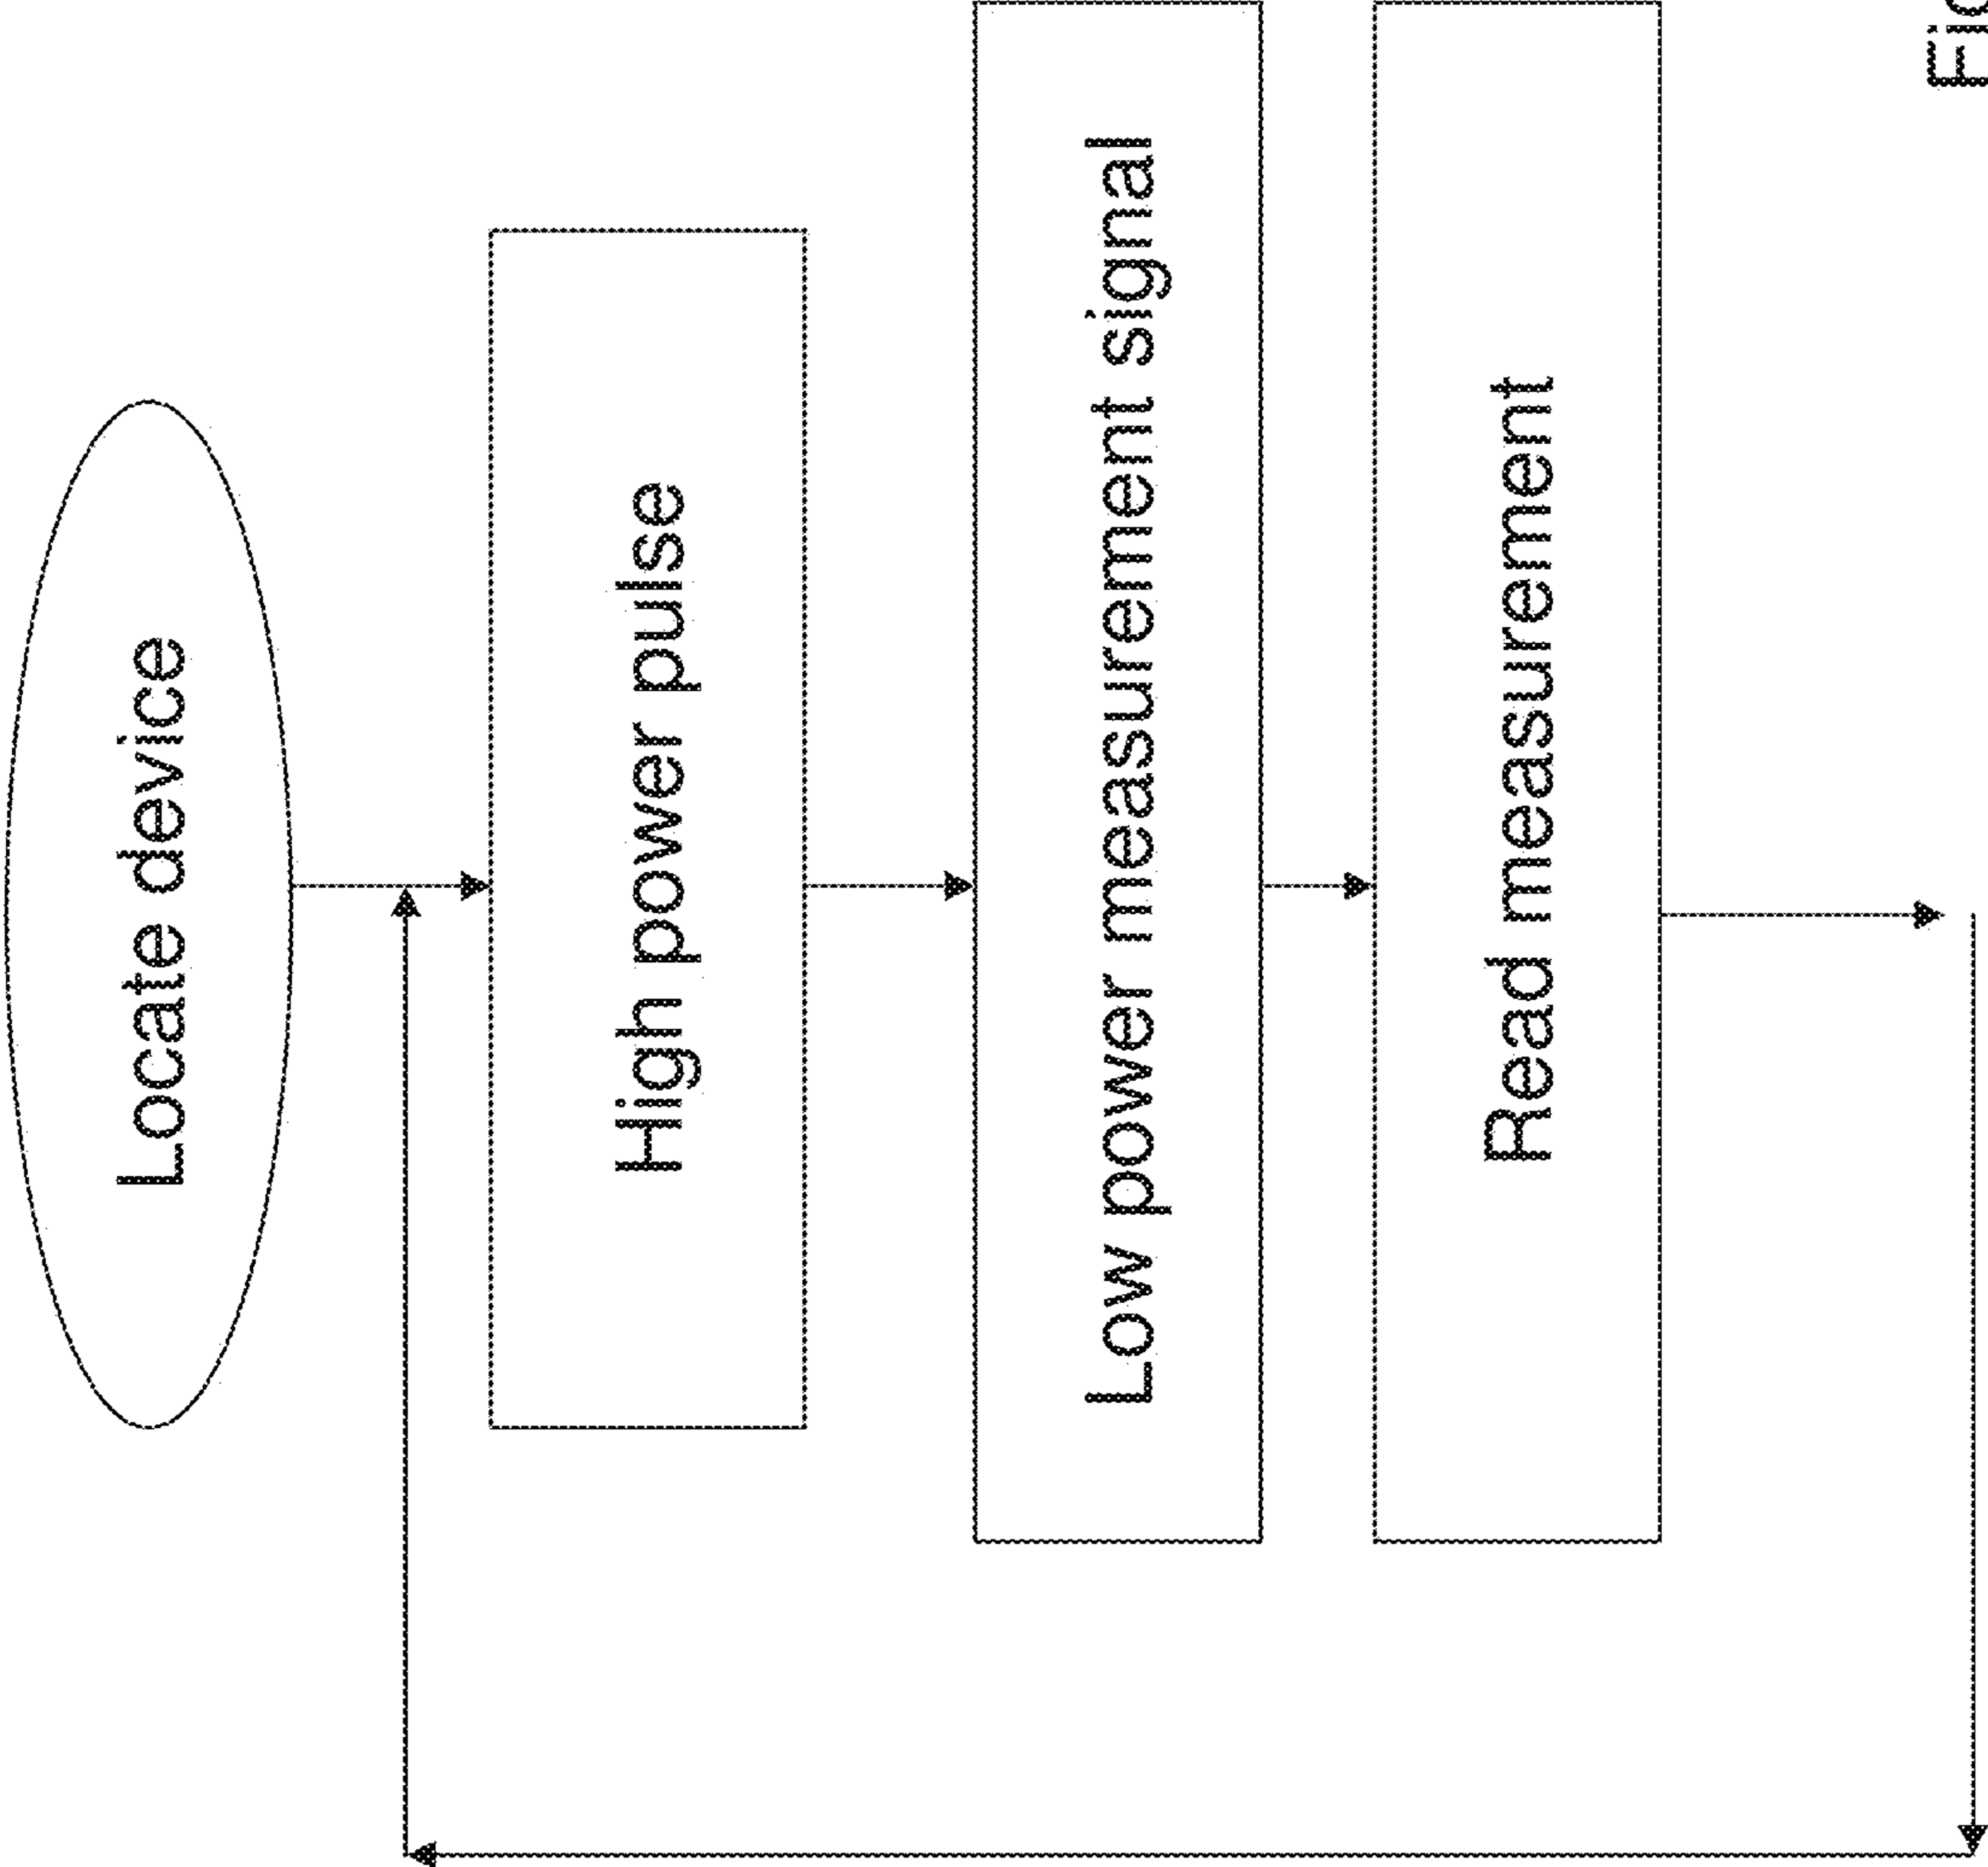 Locate device
High power pulse
Low power measurement signal
Read measurement